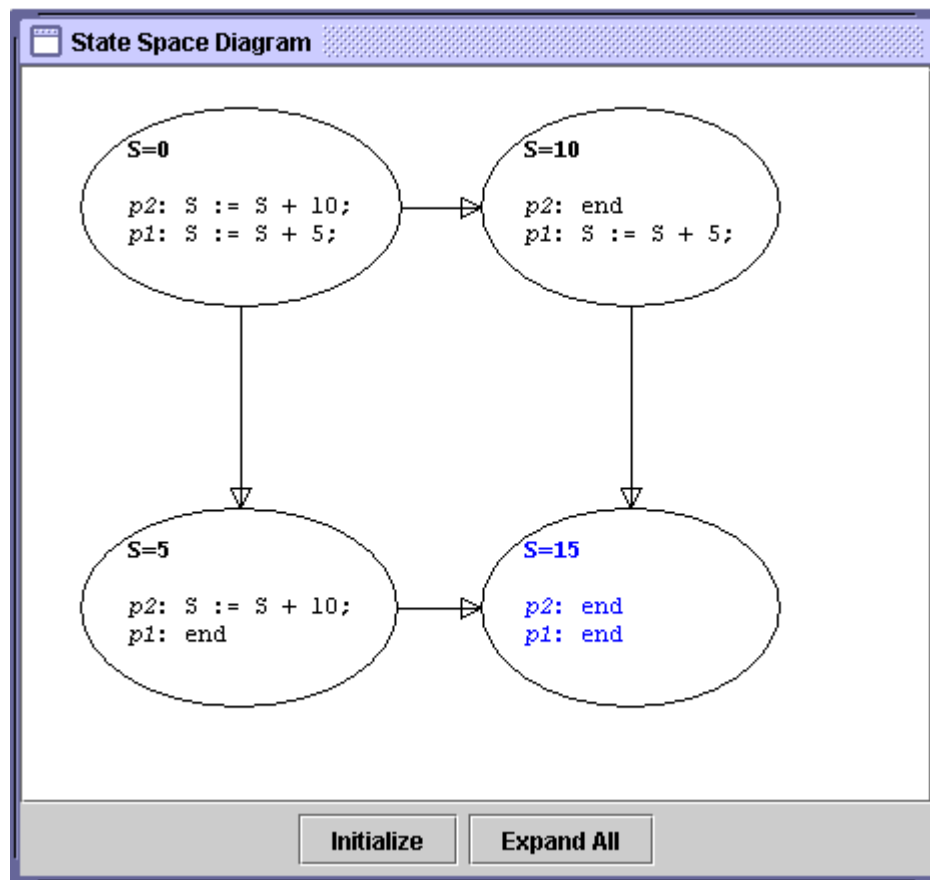 State Space Diagram
S=0
p2: S := S + 10;
p1: S := S + 5;
S=10
p2: end
p1: S := S + 5;
S=5
p2: S := S + 10;
p1: end
S=15
p2: end
p1: end
Initialize
Expand All